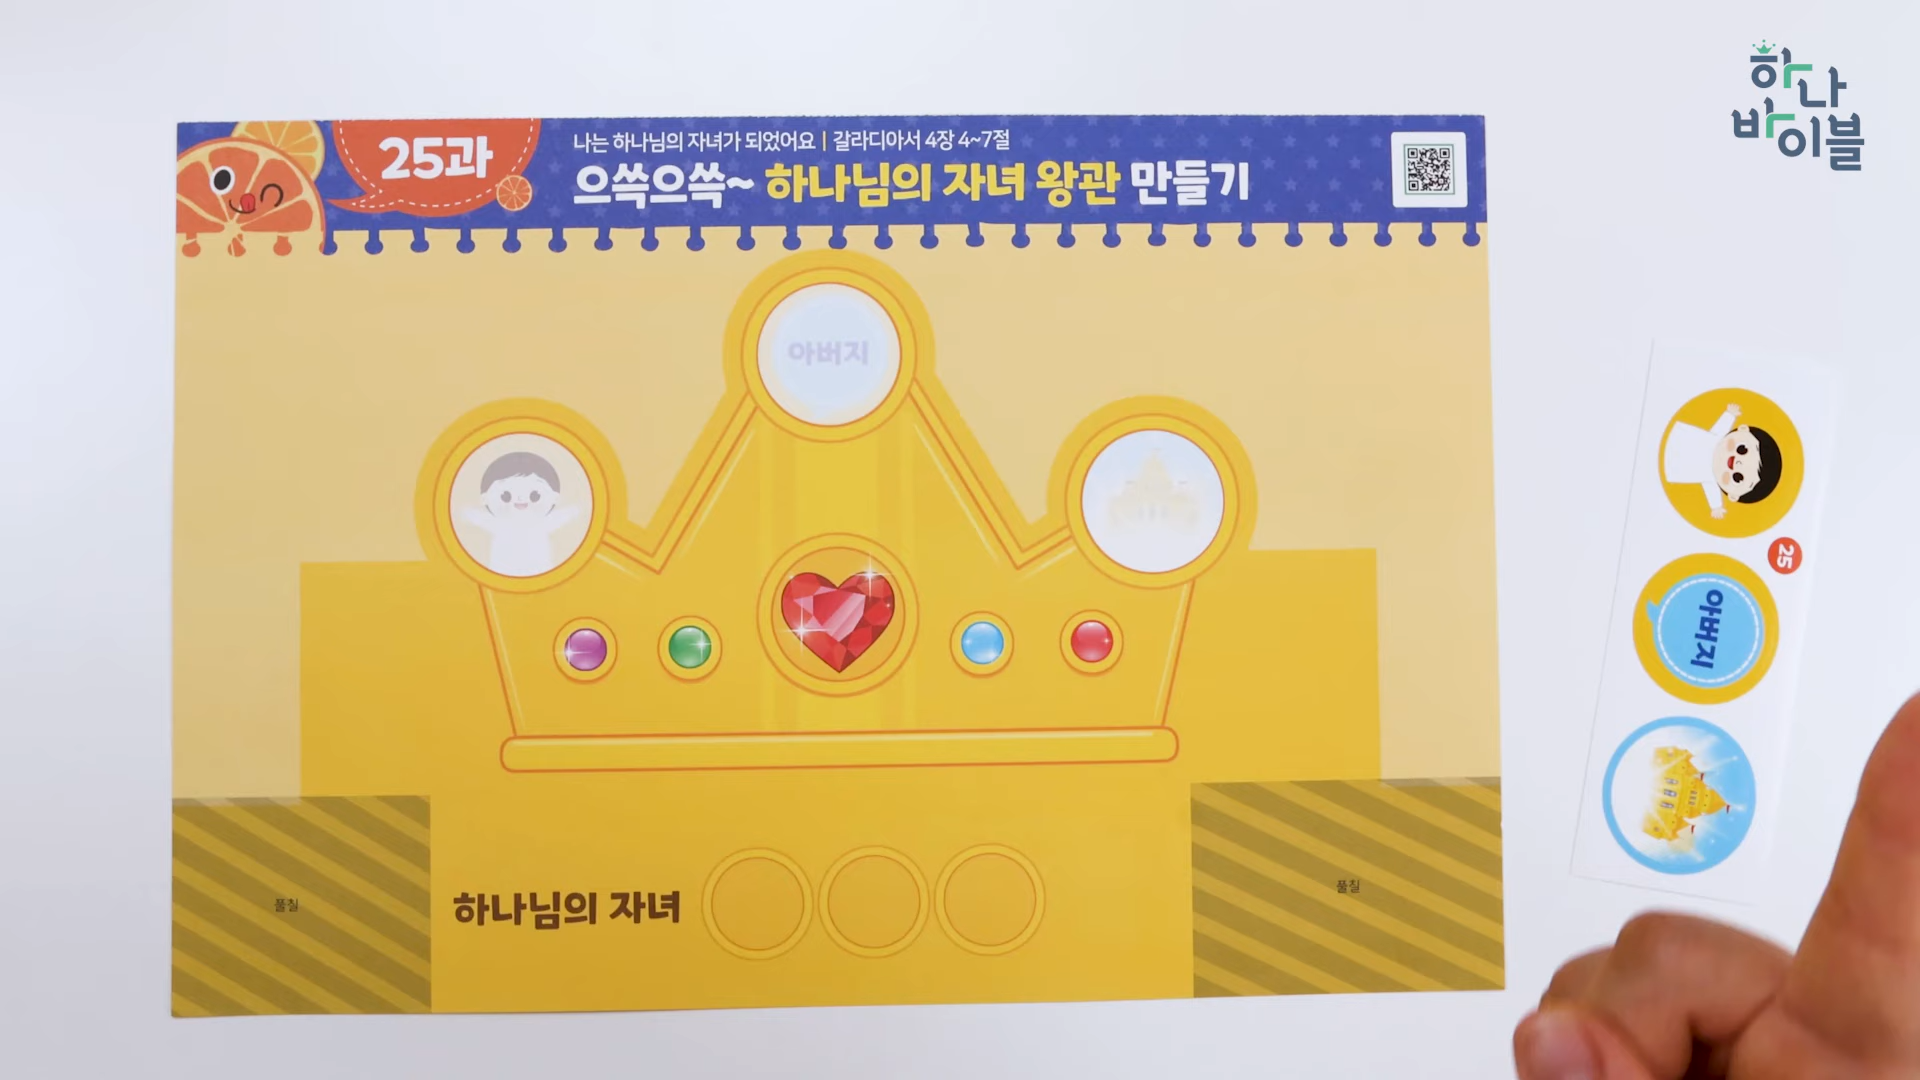 하나
바이블
25과
나는 하나님의 자녀가 되었어요 | 갈라디아서 4장 4~7절
으쓱으쓱~ 하나님의 자녀 왕관 만들기
아버지
25
아버지
풀칠
하나님의 자녀
풀칠